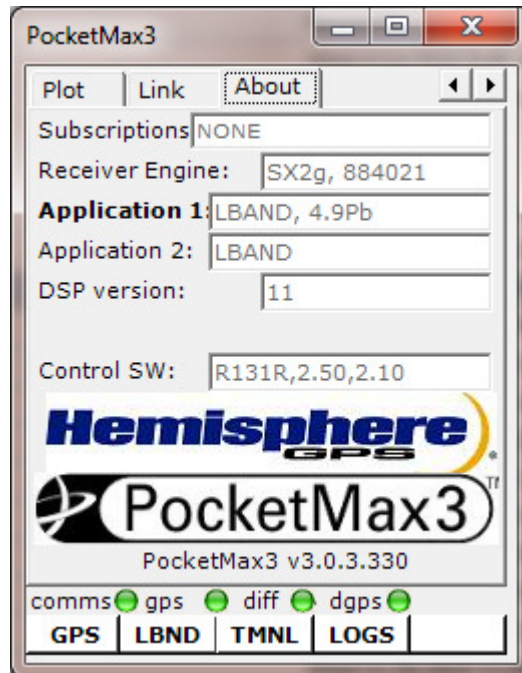 PocketMax3
Plot Link About
Subscriptions NONE
Receiver Engine: SX2g, 884021
Application 1: LBAND, 4.9Pb
Application 2: LBAND
DSP version: 11
Control SW: R131R,2.50,2.10
Hemisphere
GPS
PocketMax3™
PocketMax3 v3.0.3.330
comms gps diff dgps
GPS LBND TMNL LOGS